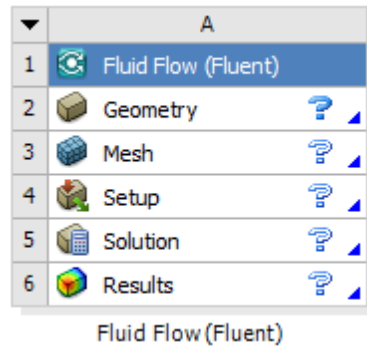 A
1 Fluid Flow (Fluent)
2 Geometry ?
3 Mesh ?
4 Setup ?
5 Solution ?
6 Results ?
Fluid Flow (Fluent)